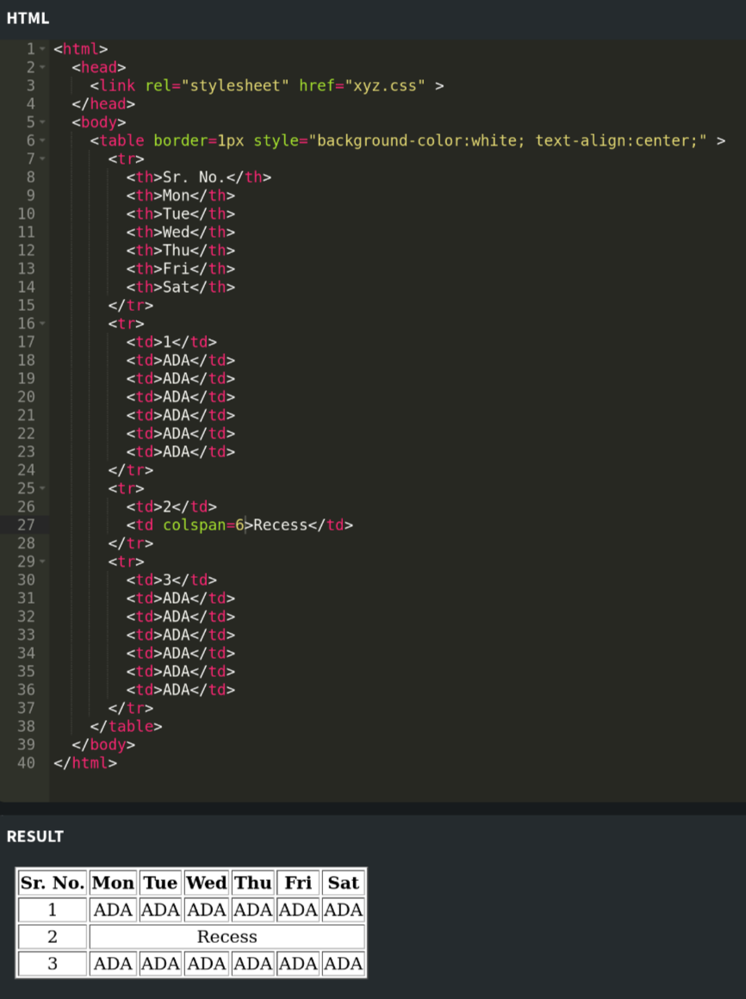 HTML
1 <html>
2 <head>
3 <link rel="stylesheet" href="xyz.css" >
4 </head>
5 <body>
6 <table border=1px style="background-color:white; text-align:center;" >
7 <tr>
8 <th>Sr. No.</th>
9 <th>Mon</th>
10 <th>Tue</th>
11 <th>Wed</th>
12 <th>Thu</th>
13 <th>Fri</th>
14 <th>Sat</th>
15 </tr>
16 <tr>
17 <td>1</td>
18 <td>ADA</td>
19 <td>ADA</td>
20 <td>ADA</td>
21 <td>ADA</td>
22 <td>ADA</td>
23 <td>ADA</td>
24 </tr>
25 <tr>
26 <td>2</td>
27 <td colspan=6>Recess</td>
28 </tr>
29 <tr>
30 <td>3</td>
31 <td>ADA</td>
32 <td>ADA</td>
33 <td>ADA</td>
34 <td>ADA</td>
35 <td>ADA</td>
36 <td>ADA</td>
37 </tr>
38 </table>
39 </body>
40 </html>
RESULT
Sr. No. Mon Tue Wed Thu Fri Sat
1 ADA ADA ADA ADA ADA ADA
2 Recess
3 ADA ADA ADA ADA ADA ADA